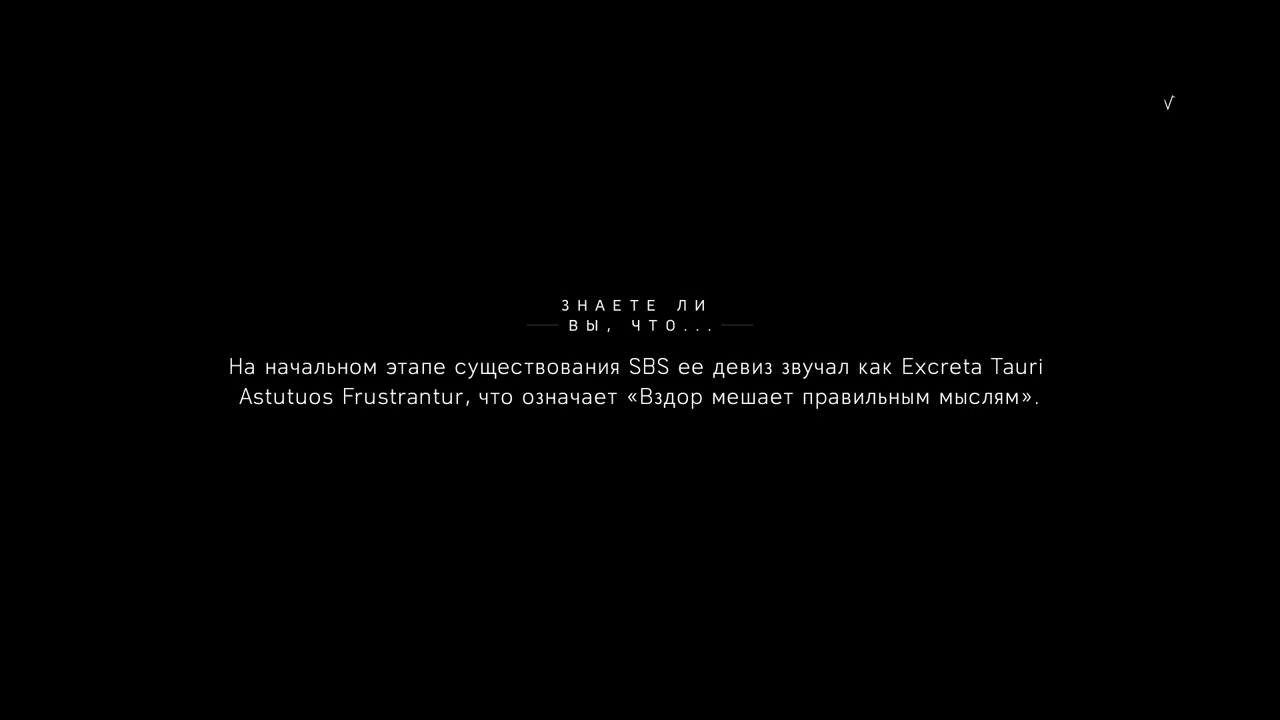 √
ЗНАЕТЕ ЛИ
ВЫ, ЧТО...
На начальном этапе существования SBS ее девиз звучал как Excreta Tauri
Astutuos Frustrantur, что означает «Вздор мешает правильным мыслям».